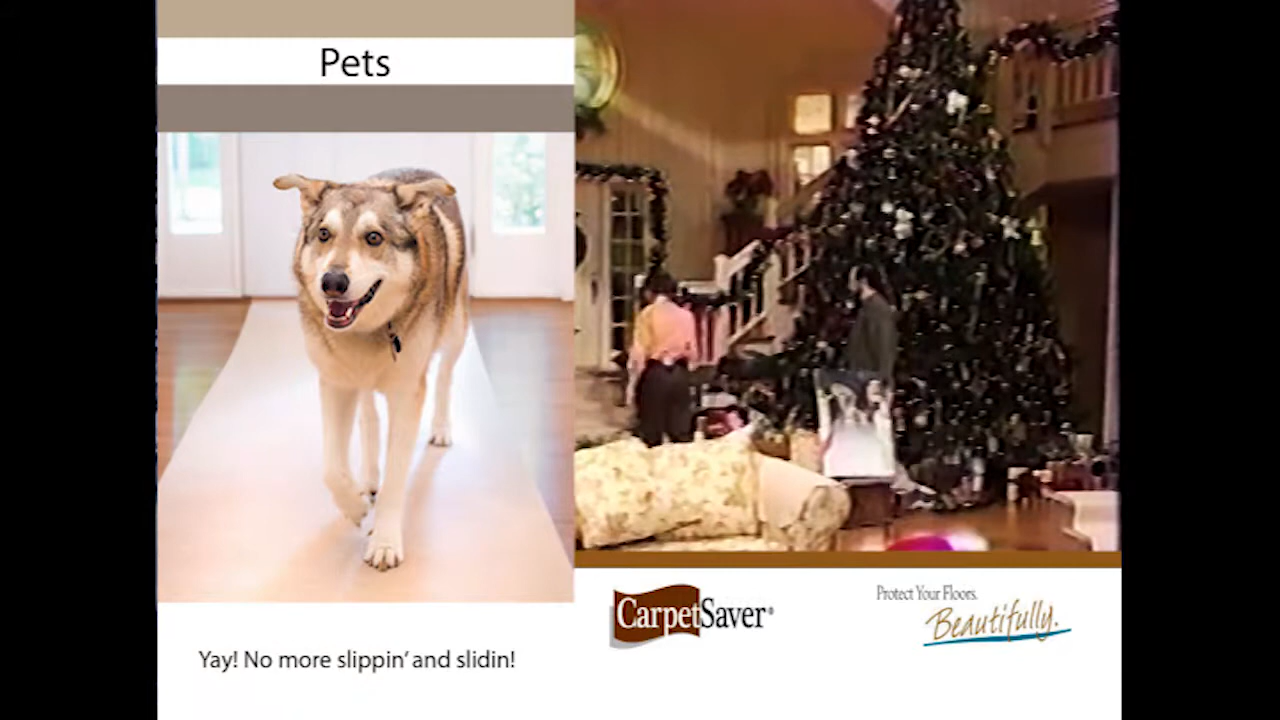 Pets
Yay! No more slippin' and slidin!
CarpetSaver®
Protect Your Floors.
Beautifully.